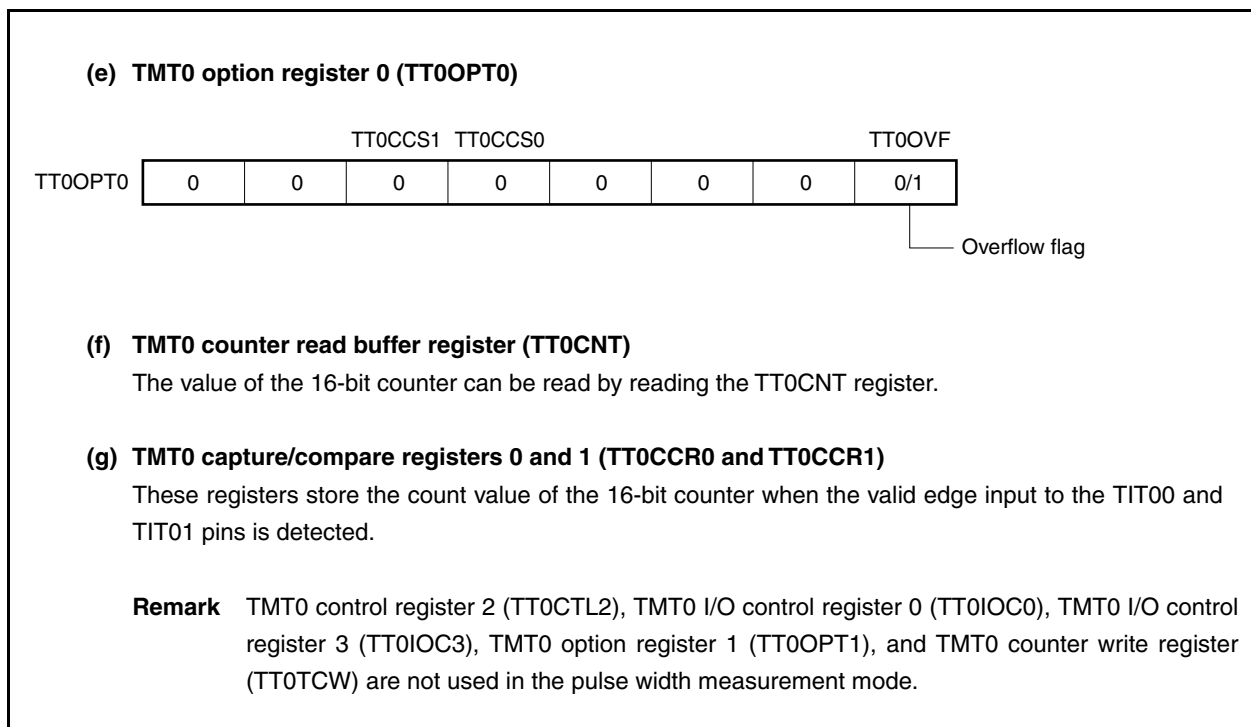 (e) TMT0 option register 0 (TT0OPT0)
TT0CCS1 TT0CCS0 TT0OVF
TT0OPT0 0 0 0 0 0 0 0 0/1
Overflow flag
(f) TMT0 counter read buffer register (TT0CNT)
The value of the 16-bit counter can be read by reading the TT0CNT register.
(g) TMT0 capture/compare registers 0 and 1 (TT0CCR0 and TT0CCR1)
These registers store the count value of the 16-bit counter when the valid edge input to the TIT00 and
TIT01 pins is detected.
Remark TMT0 control register 2 (TT0CTL2), TMT0 I/O control register 0 (TT0IOC0), TMT0 I/O control
register 3 (TT0IOC3), TMT0 option register 1 (TT0OPT1), and TMT0 counter write register
(TT0TCW) are not used in the pulse width measurement mode.